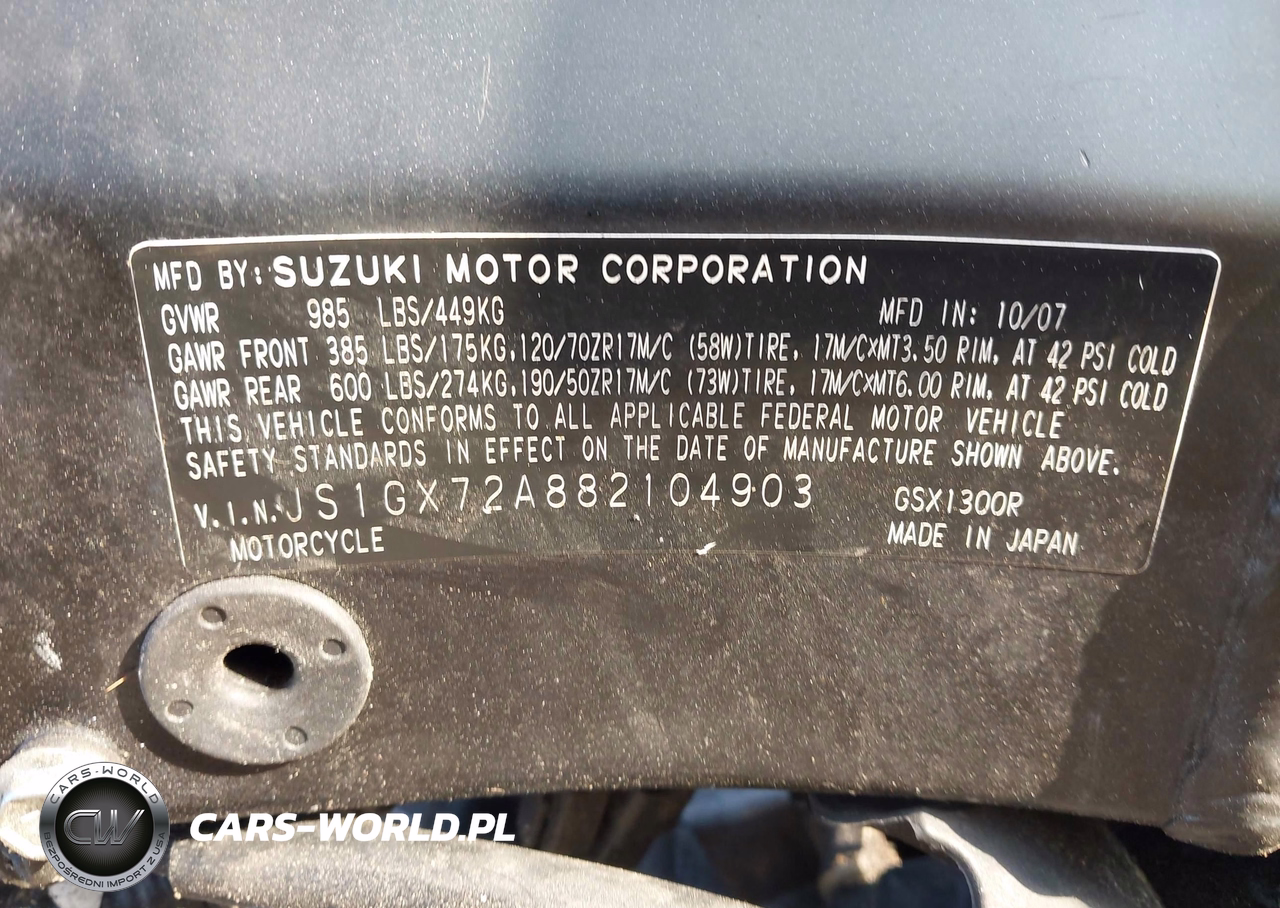 MFD BY: SUZUKI MOTOR CORPORATION
GVWR 985 LBS/449KG MFD IN: 10/07
GAWR FRONT 385 LBS/175KG, 120/70ZR17M/C (58W)TIRE, 17M/C×MT3.50 RIM, AT 42 PSI COLD
GAWR REAR 600 LBS/274KG, 190/50ZR17M/C (73W)TIRE, 17M/C×MT6.00 RIM, AT 42 PSI COLD
THIS VEHICLE CONFORMS TO ALL APPLICABLE FEDERAL MOTOR VEHICLE
SAFETY STANDARDS IN EFFECT ON THE DATE OF MANUFACTURE SHOWN ABOVE.
V.I.N. JS1GX72A882104903 GSX1300R
MOTORCYCLE MADE IN JAPAN
CARS-WORLD
CW
BEZPOŚREDNI IMPORT Z USA
CARS-WORLD.PL